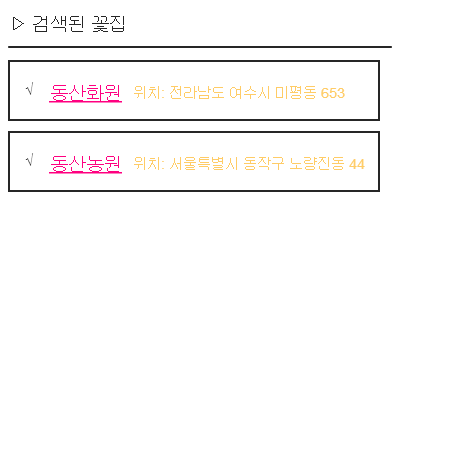 ▷ 검색된 꽃집
√ 동산화원 위치: 전라남도 여수시 미평동 653
√ 동산농원 위치: 서울특별시 동작구 노량진동 44